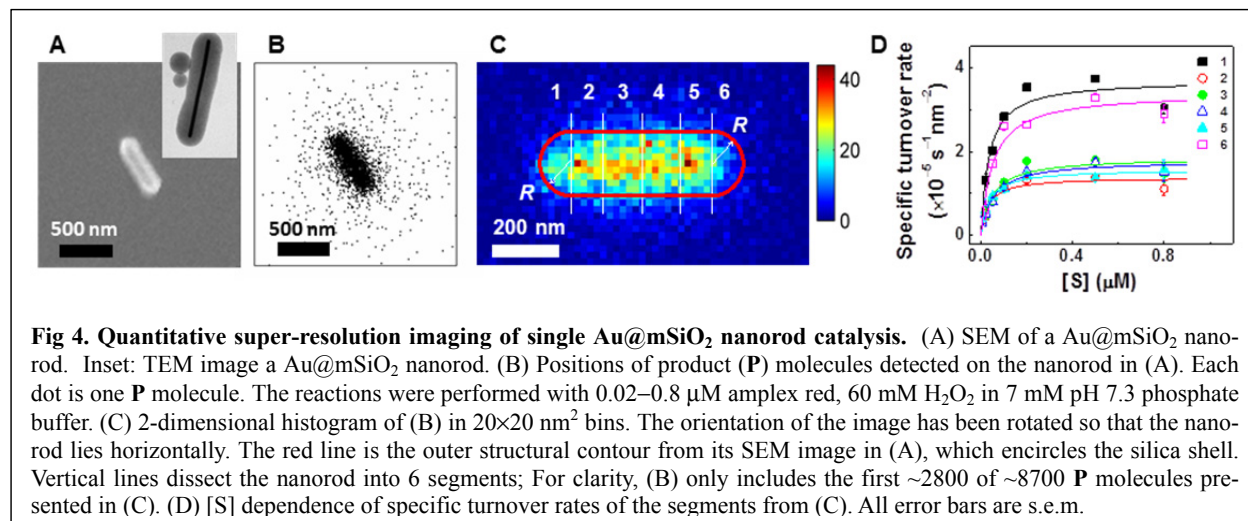 A
B
C
D
500 nm
500 nm
1 2 3 4 5 6
R
R
200 nm
40
20
0
Specific turnover rate
(×10⁻⁵ s⁻¹ nm⁻²)
4
2
0
0.0 0.4 0.8
[S] (μM)
1
2
3
4
5
6
Fig 4. Quantitative super-resolution imaging of single Au@mSiO₂ nanorod catalysis. (A) SEM of a Au@mSiO₂ nano-
rod. Inset: TEM image a Au@mSiO₂ nanorod. (B) Positions of product (P) molecules detected on the nanorod in (A). Each
dot is one P molecule. The reactions were performed with 0.02−0.8 μM amplex red, 60 mM H₂O₂ in 7 mM pH 7.3 phosphate
buffer. (C) 2-dimensional histogram of (B) in 20×20 nm² bins. The orientation of the image has been rotated so that the nano-
rod lies horizontally. The red line is the outer structural contour from its SEM image in (A), which encircles the silica shell.
Vertical lines dissect the nanorod into 6 segments; For clarity, (B) only includes the first ~2800 of ~8700 P molecules pre-
sented in (C). (D) [S] dependence of specific turnover rates of the segments from (C). All error bars are s.e.m.